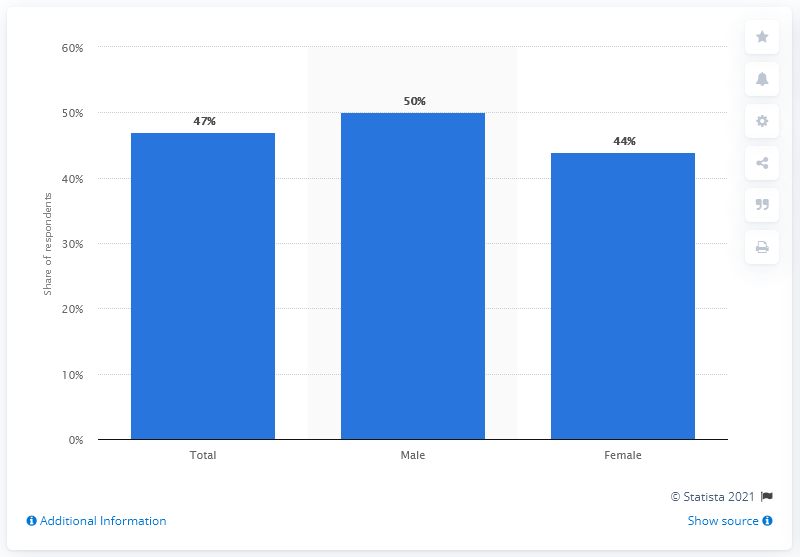 60%
50%
40%
30%
20%
10%
0%
Share of respondents
47%
50%
44%
Total Male Female
© Statista 2021
Additional Information
Show source